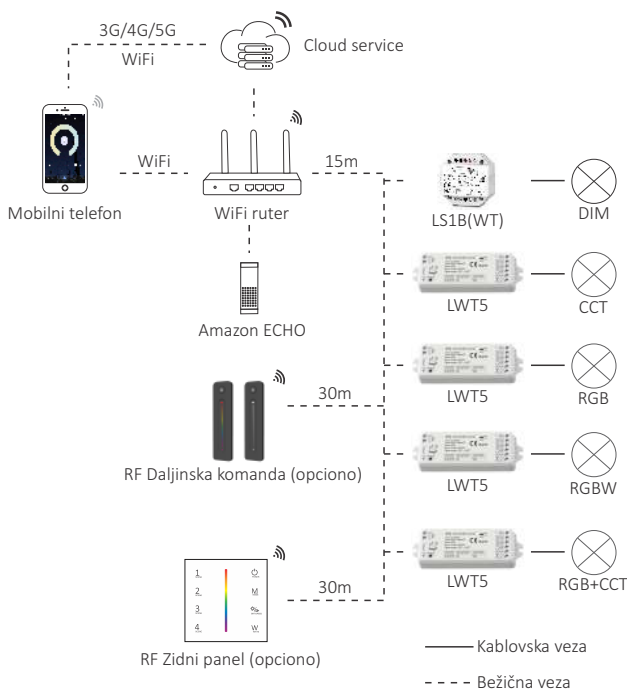 3G/4G/5G
WiFi
Cloud service
WiFi
15m
Mobilni telefon
WiFi ruter
LS1B(WT)
DIM
LWT5
CCT
Amazon ECHO
LWT5
RGB
30m
RF Daljinska komanda (opciono)
LWT5
RGBW
1
2
M
3
4
W
30m
LWT5
RGB+CCT
RF Zidni panel (opciono)
Kablovska veza
Bežična veza